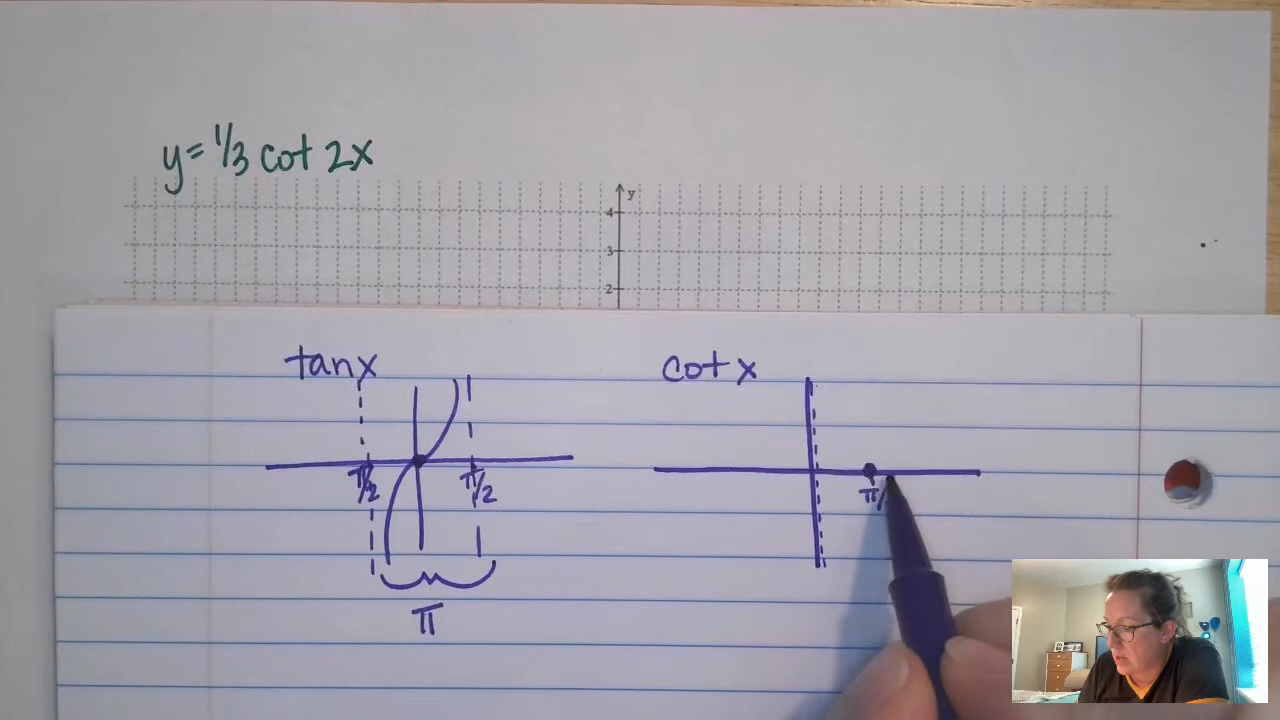 y = 1/3 cot 2x
y
4
3
2
tan x
cot x
π/2
π/2
π/
π